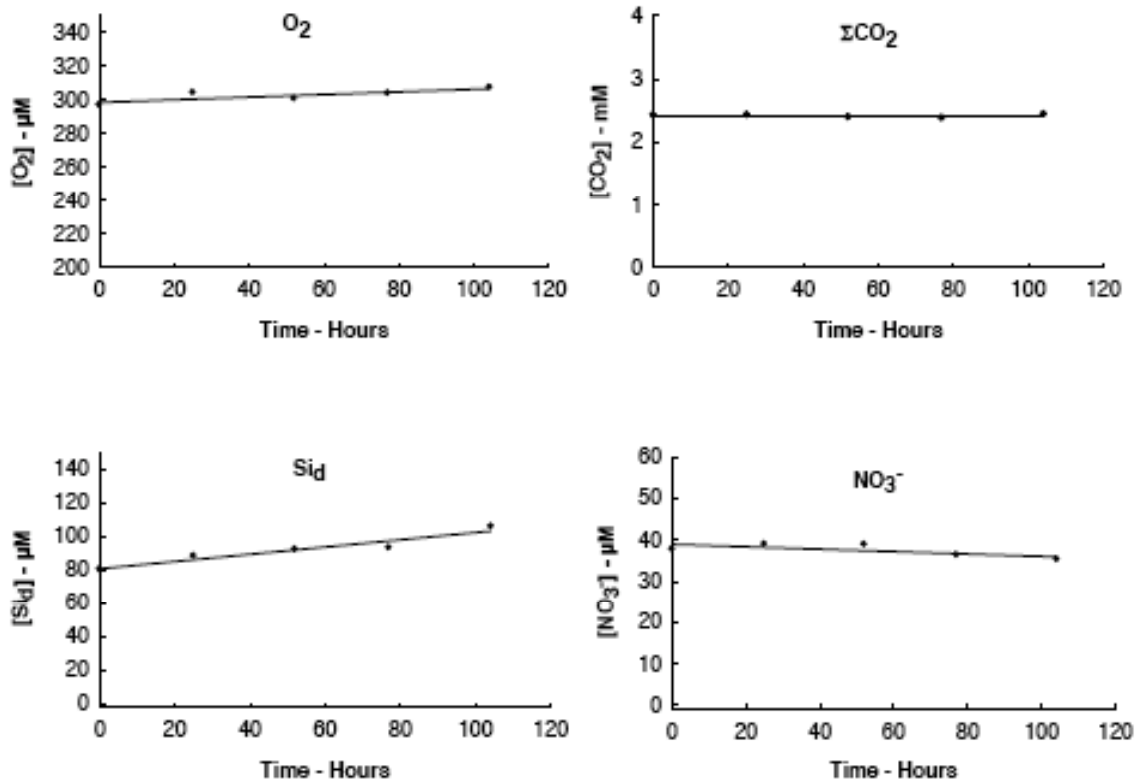 O2
340
320
300
280
260
240
220
200
[O2] - µM
0 20 40 60 80 100 120
Time - Hours
ΣCO2
4
3
2
1
0
[CO2] - mM
0 20 40 60 80 100 120
Time - Hours
Sid
140
120
100
80
60
40
20
0
[Sid] - µM
0 20 40 60 80 100 120
Time - Hours
NO3-
60
50
40
30
20
10
0
[NO3-] - µM
0 20 40 60 80 100 120
Time - Hours